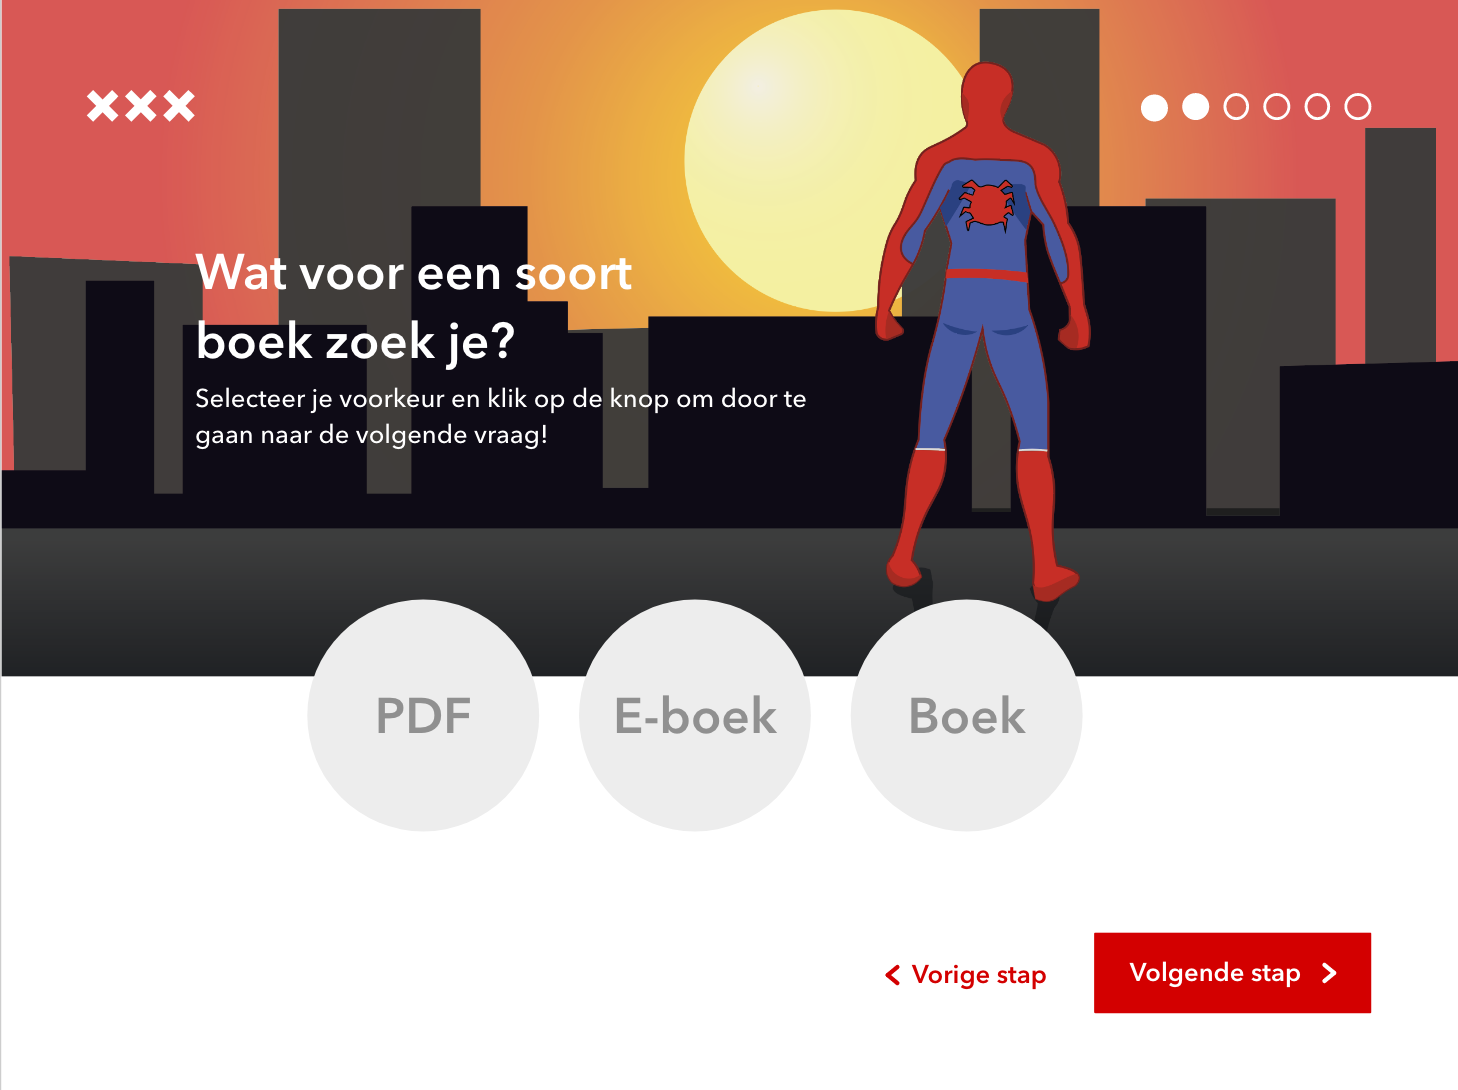 Wat voor een soort
boek zoek je?
Selecteer je voorkeur en klik op de knop om door te
gaan naar de volgende vraag!
PDF
E-boek
Boek
Vorige stap
Volgende stap